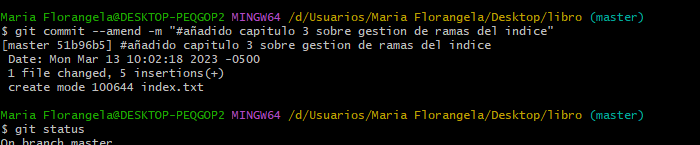 Maria Florangela@DESKTOP-PEQGOP2 MINGW64 /d/Usuarios/Maria Florangela/Desktop/libro (master)
$ git commit --amend -m "#añadido capitulo 3 sobre gestion de ramas del indice"
[master 51b96b5] #añadido capitulo 3 sobre gestion de ramas del indice
 Date: Mon Mar 13 10:02:18 2023 -0500
 1 file changed, 5 insertions(+)
 create mode 100644 index.txt

Maria Florangela@DESKTOP-PEQGOP2 MINGW64 /d/Usuarios/Maria Florangela/Desktop/libro (master)
$ git status
On branch master